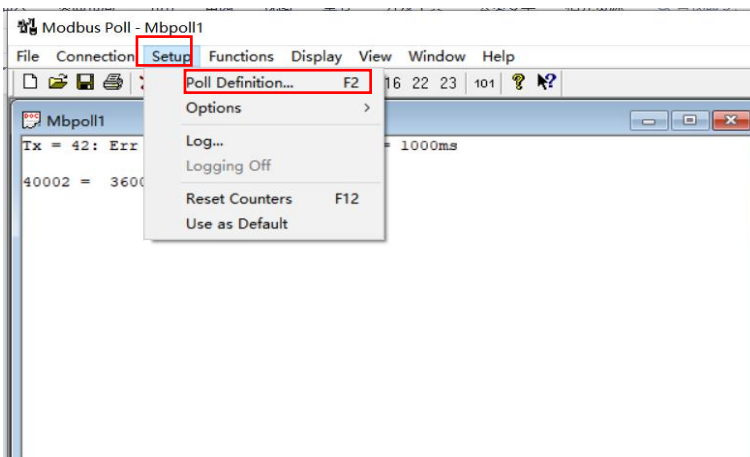 Modbus Poll - Mbpoll1
File Connection Setup Functions Display View Window Help
Poll Definition... F2
16 22 23 101
Options
Mbpoll1
Log...
Tx = 42: Err
= 1000ms
Logging Off
40002 = 3600
Reset Counters F12
Use as Default